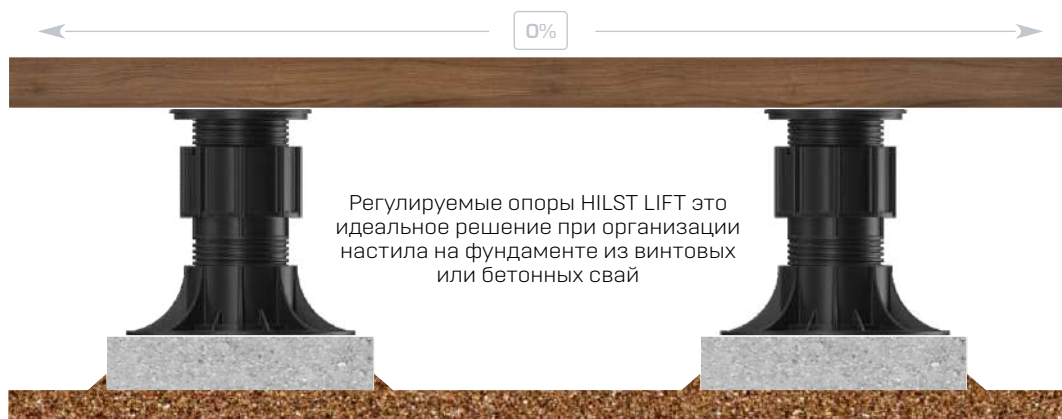 0%
Регулируемые опоры HILST LIFT это
идеальное решение при организации
настила на фундаменте из винтовых
или бетонных свай